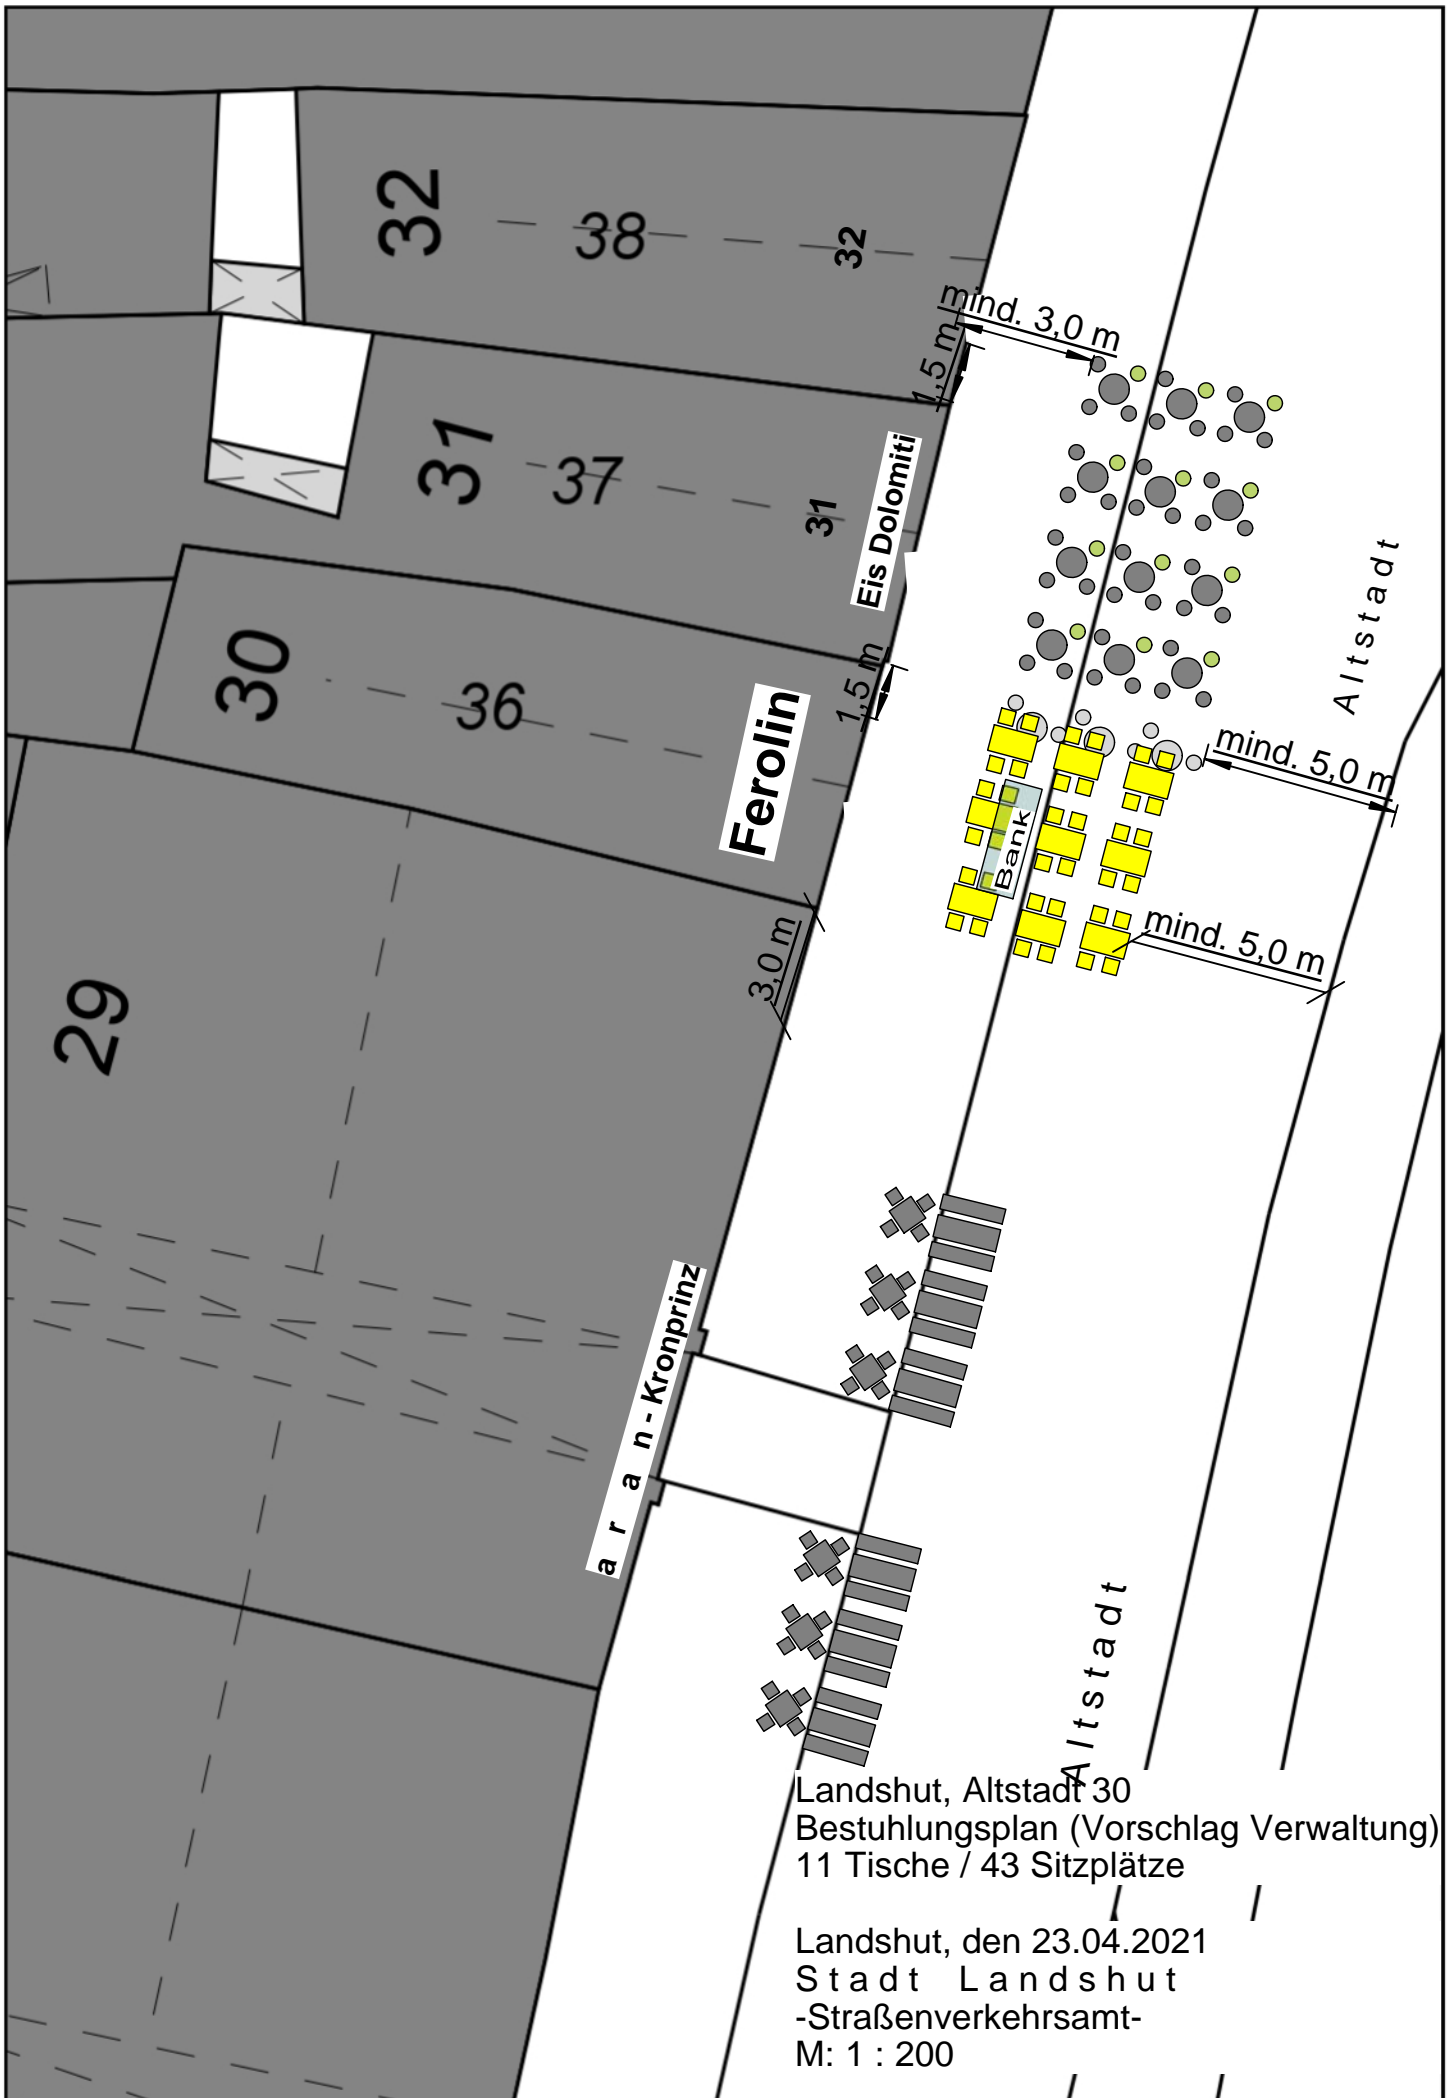 32
38
32
mind. 3,0 m
1,5 m
31
37
31
Eis Dolomiti
Altstadt
30
36
1,5 m
Ferolin
mind. 5,0 m
Bank
mind. 5,0 m
3,0 m
29
a r a n - Kronprinz
Altstadt
Landshut, Altstadt 30
Bestuhlungsplan (Vorschlag Verwaltung)
11 Tische / 43 Sitzplätze
Landshut, den 23.04.2021
Stadt Landshut
-Straßenverkehrsamt-
M: 1 : 200